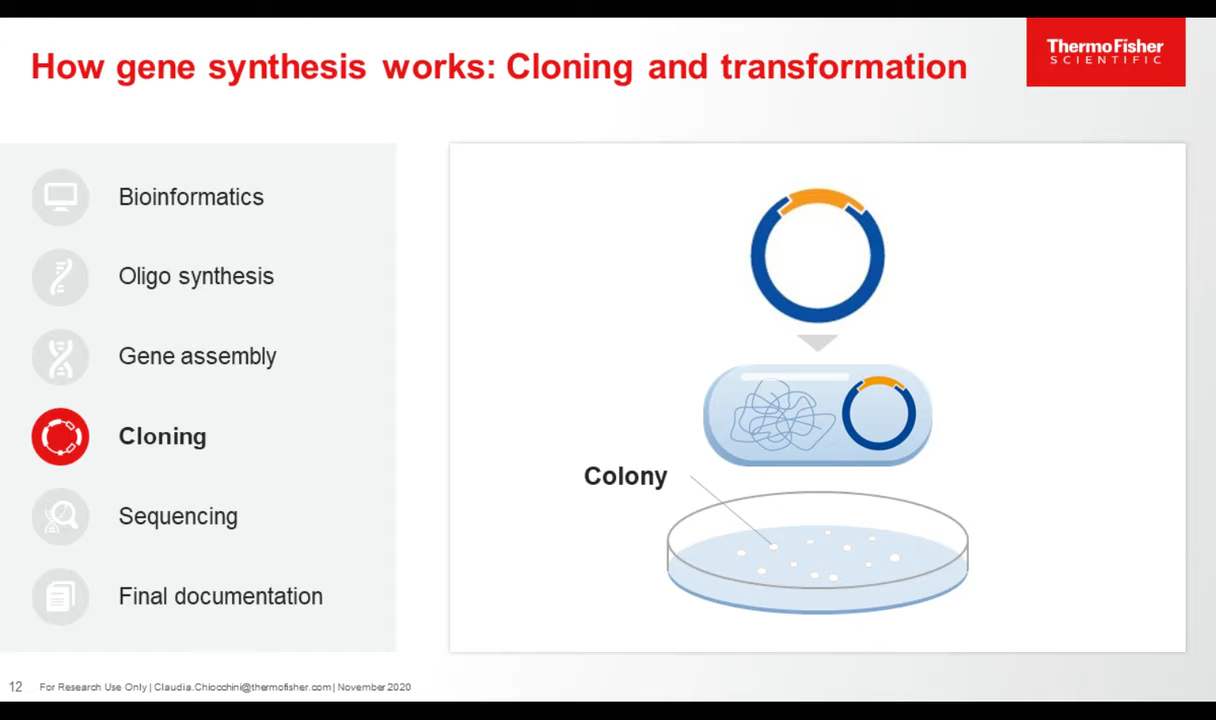 How gene synthesis works: Cloning and transformation
ThermoFisher
SCIENTIFIC
Bioinformatics
Oligo synthesis
Gene assembly
Cloning
Sequencing
Final documentation
Colony
12 For Research Use Only | Claudia.Chiocchini@thermofisher.com | November 2020